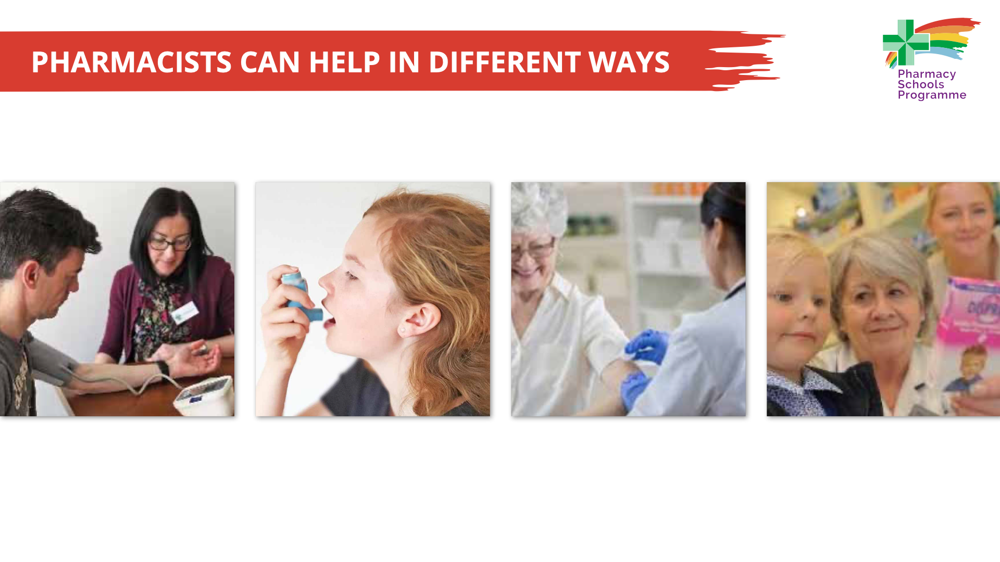 PHARMACISTS CAN HELP IN DIFFERENT WAYS
Pharmacy
Schools
Programme